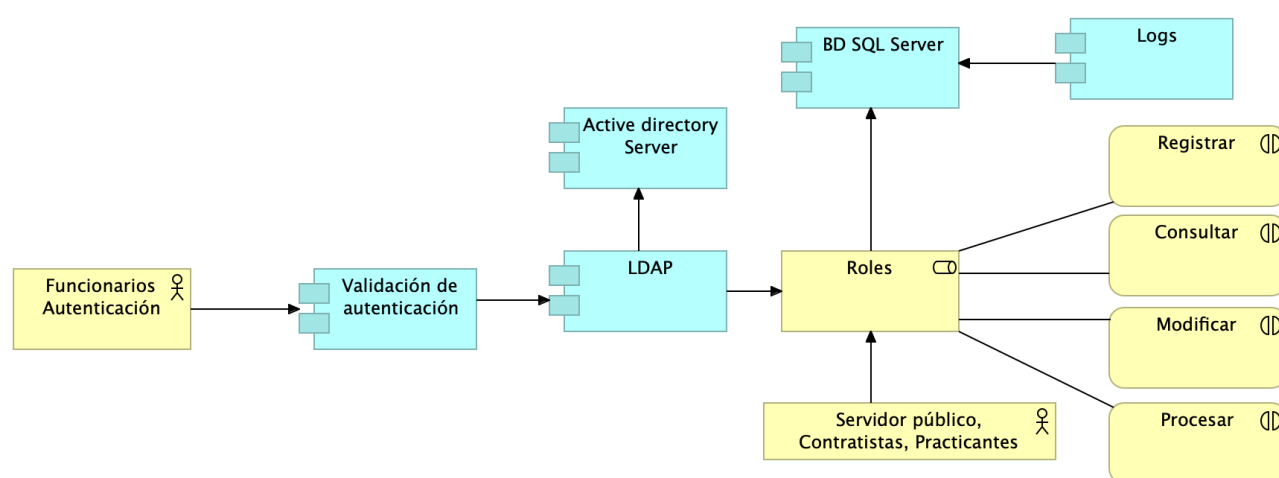 BD SQL Server
Logs
Active directory
Server
Registrar
Consultar
Funcionarios
Autenticación
Validación de
autenticación
LDAP
Roles
Modificar
Servidor público,
Contratistas, Practicantes
Procesar